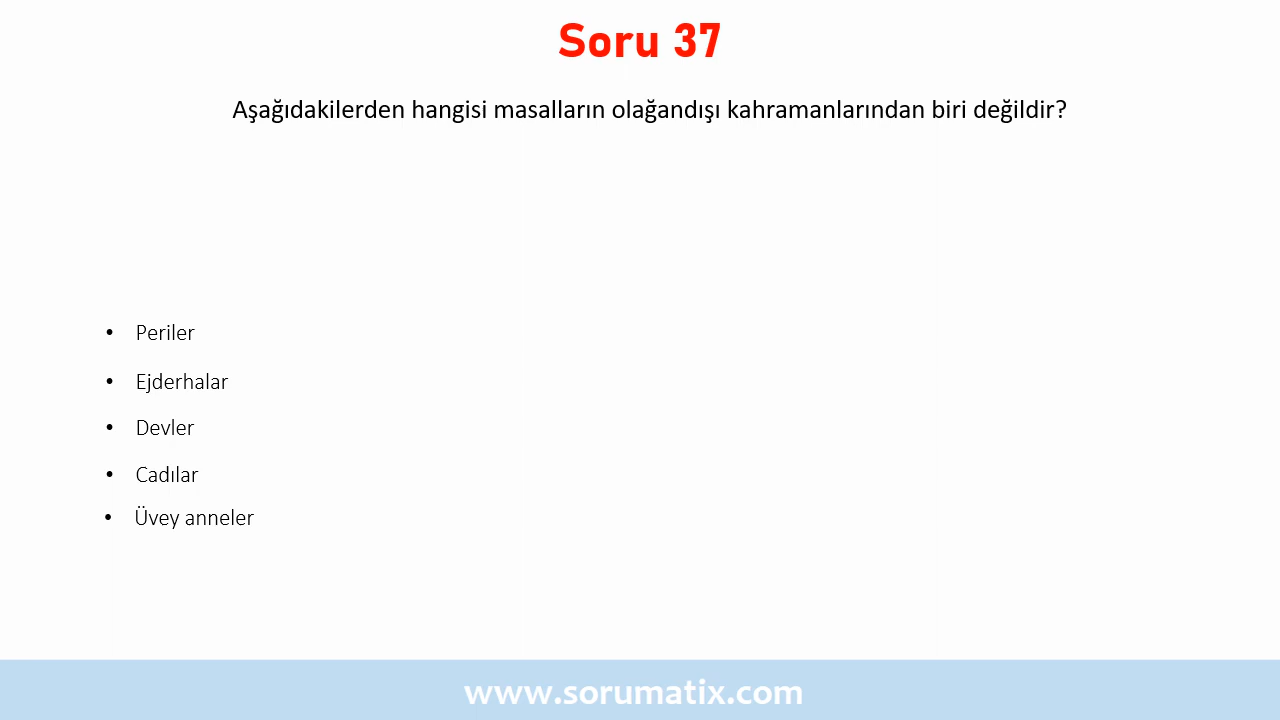 Soru 37
Aşağıdakilerden hangisi masalların olağandışı kahramanlarından biri değildir?
• Periler
• Ejderhalar
• Devler
• Cadılar
• Üvey anneler
www.sorumatix.com